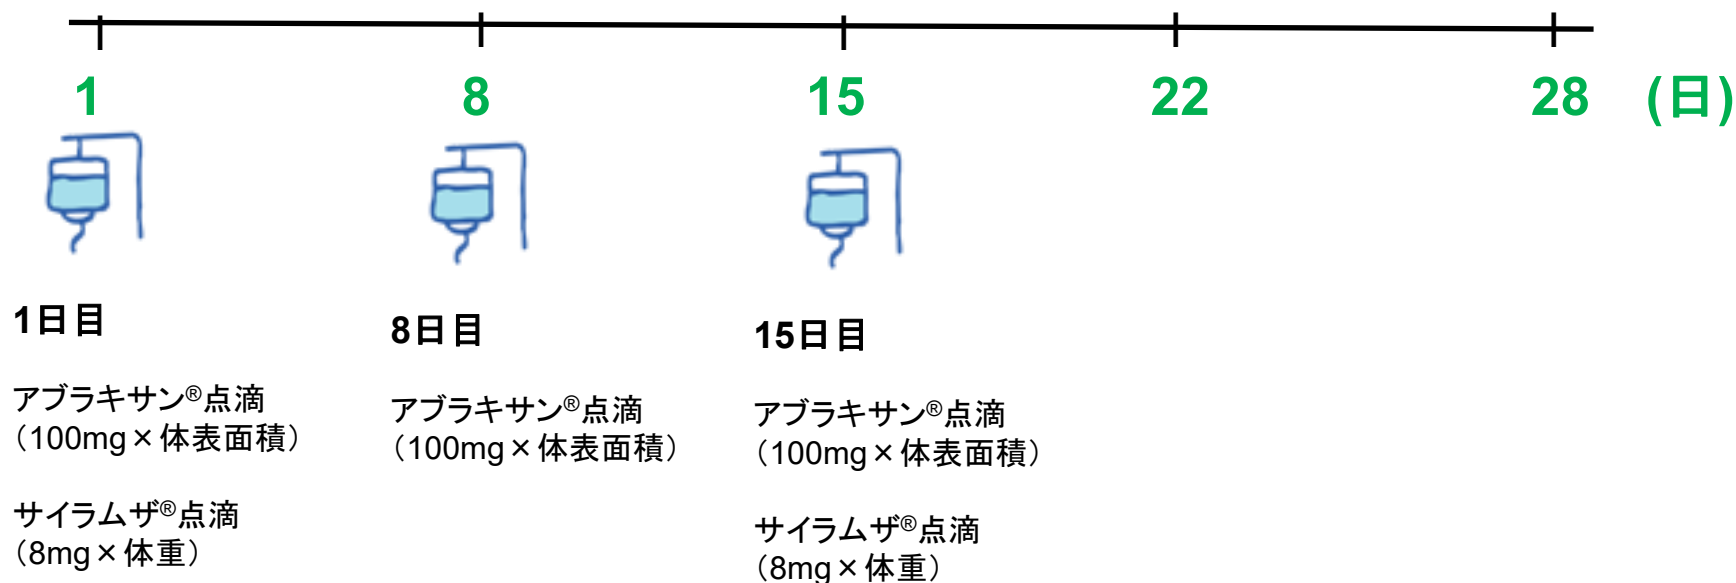 1 8 15 22 28 (日)
1日目
アブラキサン®点滴
（100mg×体表面積）
サイラムザ®点滴
（8mg×体重）
8日目
アブラキサン®点滴
（100mg×体表面積）
15日目
アブラキサン®点滴
（100mg×体表面積）
サイラムザ®点滴
（8mg×体重）